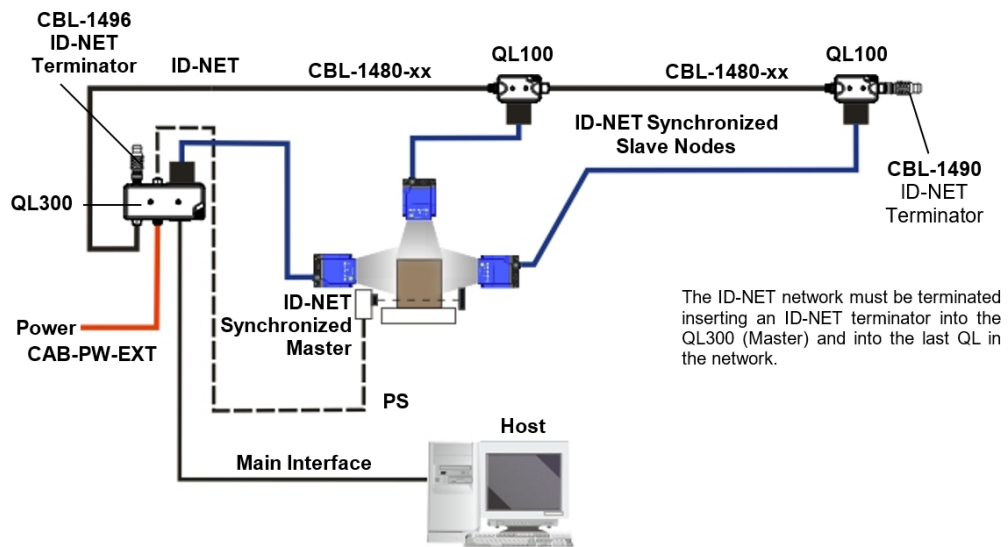 CBL-1496
ID-NET
Terminator
ID-NET
CBL-1480-xx
QL100
CBL-1480-xx
QL100
ID-NET Synchronized
Slave Nodes
CBL-1490
ID-NET
Terminator
QL300
ID-NET
Synchronized
Master
Power
CAB-PW-EXT
The ID-NET network must be terminated
inserting an ID-NET terminator into the
QL300 (Master) and into the last QL in
the network.
PS
Host
Main Interface